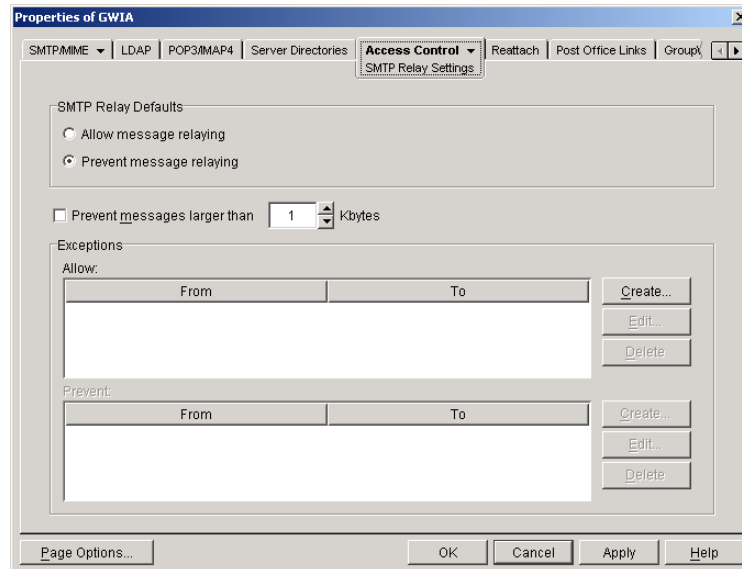 Properties of GWIA
SMTP/MIME LDAP POP3/IMAP4 Server Directories Access Control Reattach Post Office Links
SMTP Relay Settings
SMTP Relay Defaults
Allow message relaying
Prevent message relaying
Prevent messages larger than 1 Kbytes
Exceptions
Allow:
From To Create...
Edit...
Delete
Prevent:
From To Create...
Edit...
Delete
Page Options... OK Cancel Apply Help